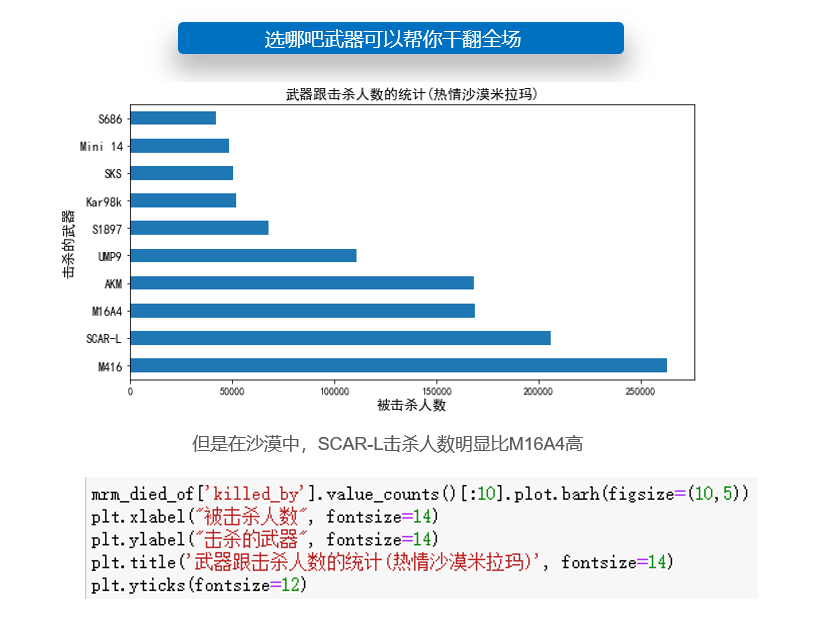 选哪吧武器可以帮你干翻全场
武器跟击杀人数的统计(热情沙漠米拉玛)
击杀的武器
S686
Mini 14
SKS
Kar98k
S1897
UMP9
AKM
M16A4
SCAR-L
M416
0 50000 100000 150000 200000 250000
被击杀人数
但是在沙漠中，SCAR-L击杀人数明显比M16A4高
mrm_died_of['killed_by'].value_counts()[:10].plot.barh(figsize=(10,5))
plt.xlabel("被击杀人数", fontsize=14)
plt.ylabel("击杀的武器", fontsize=14)
plt.title('武器跟击杀人数的统计(热情沙漠米拉玛)', fontsize=14)
plt.yticks(fontsize=12)